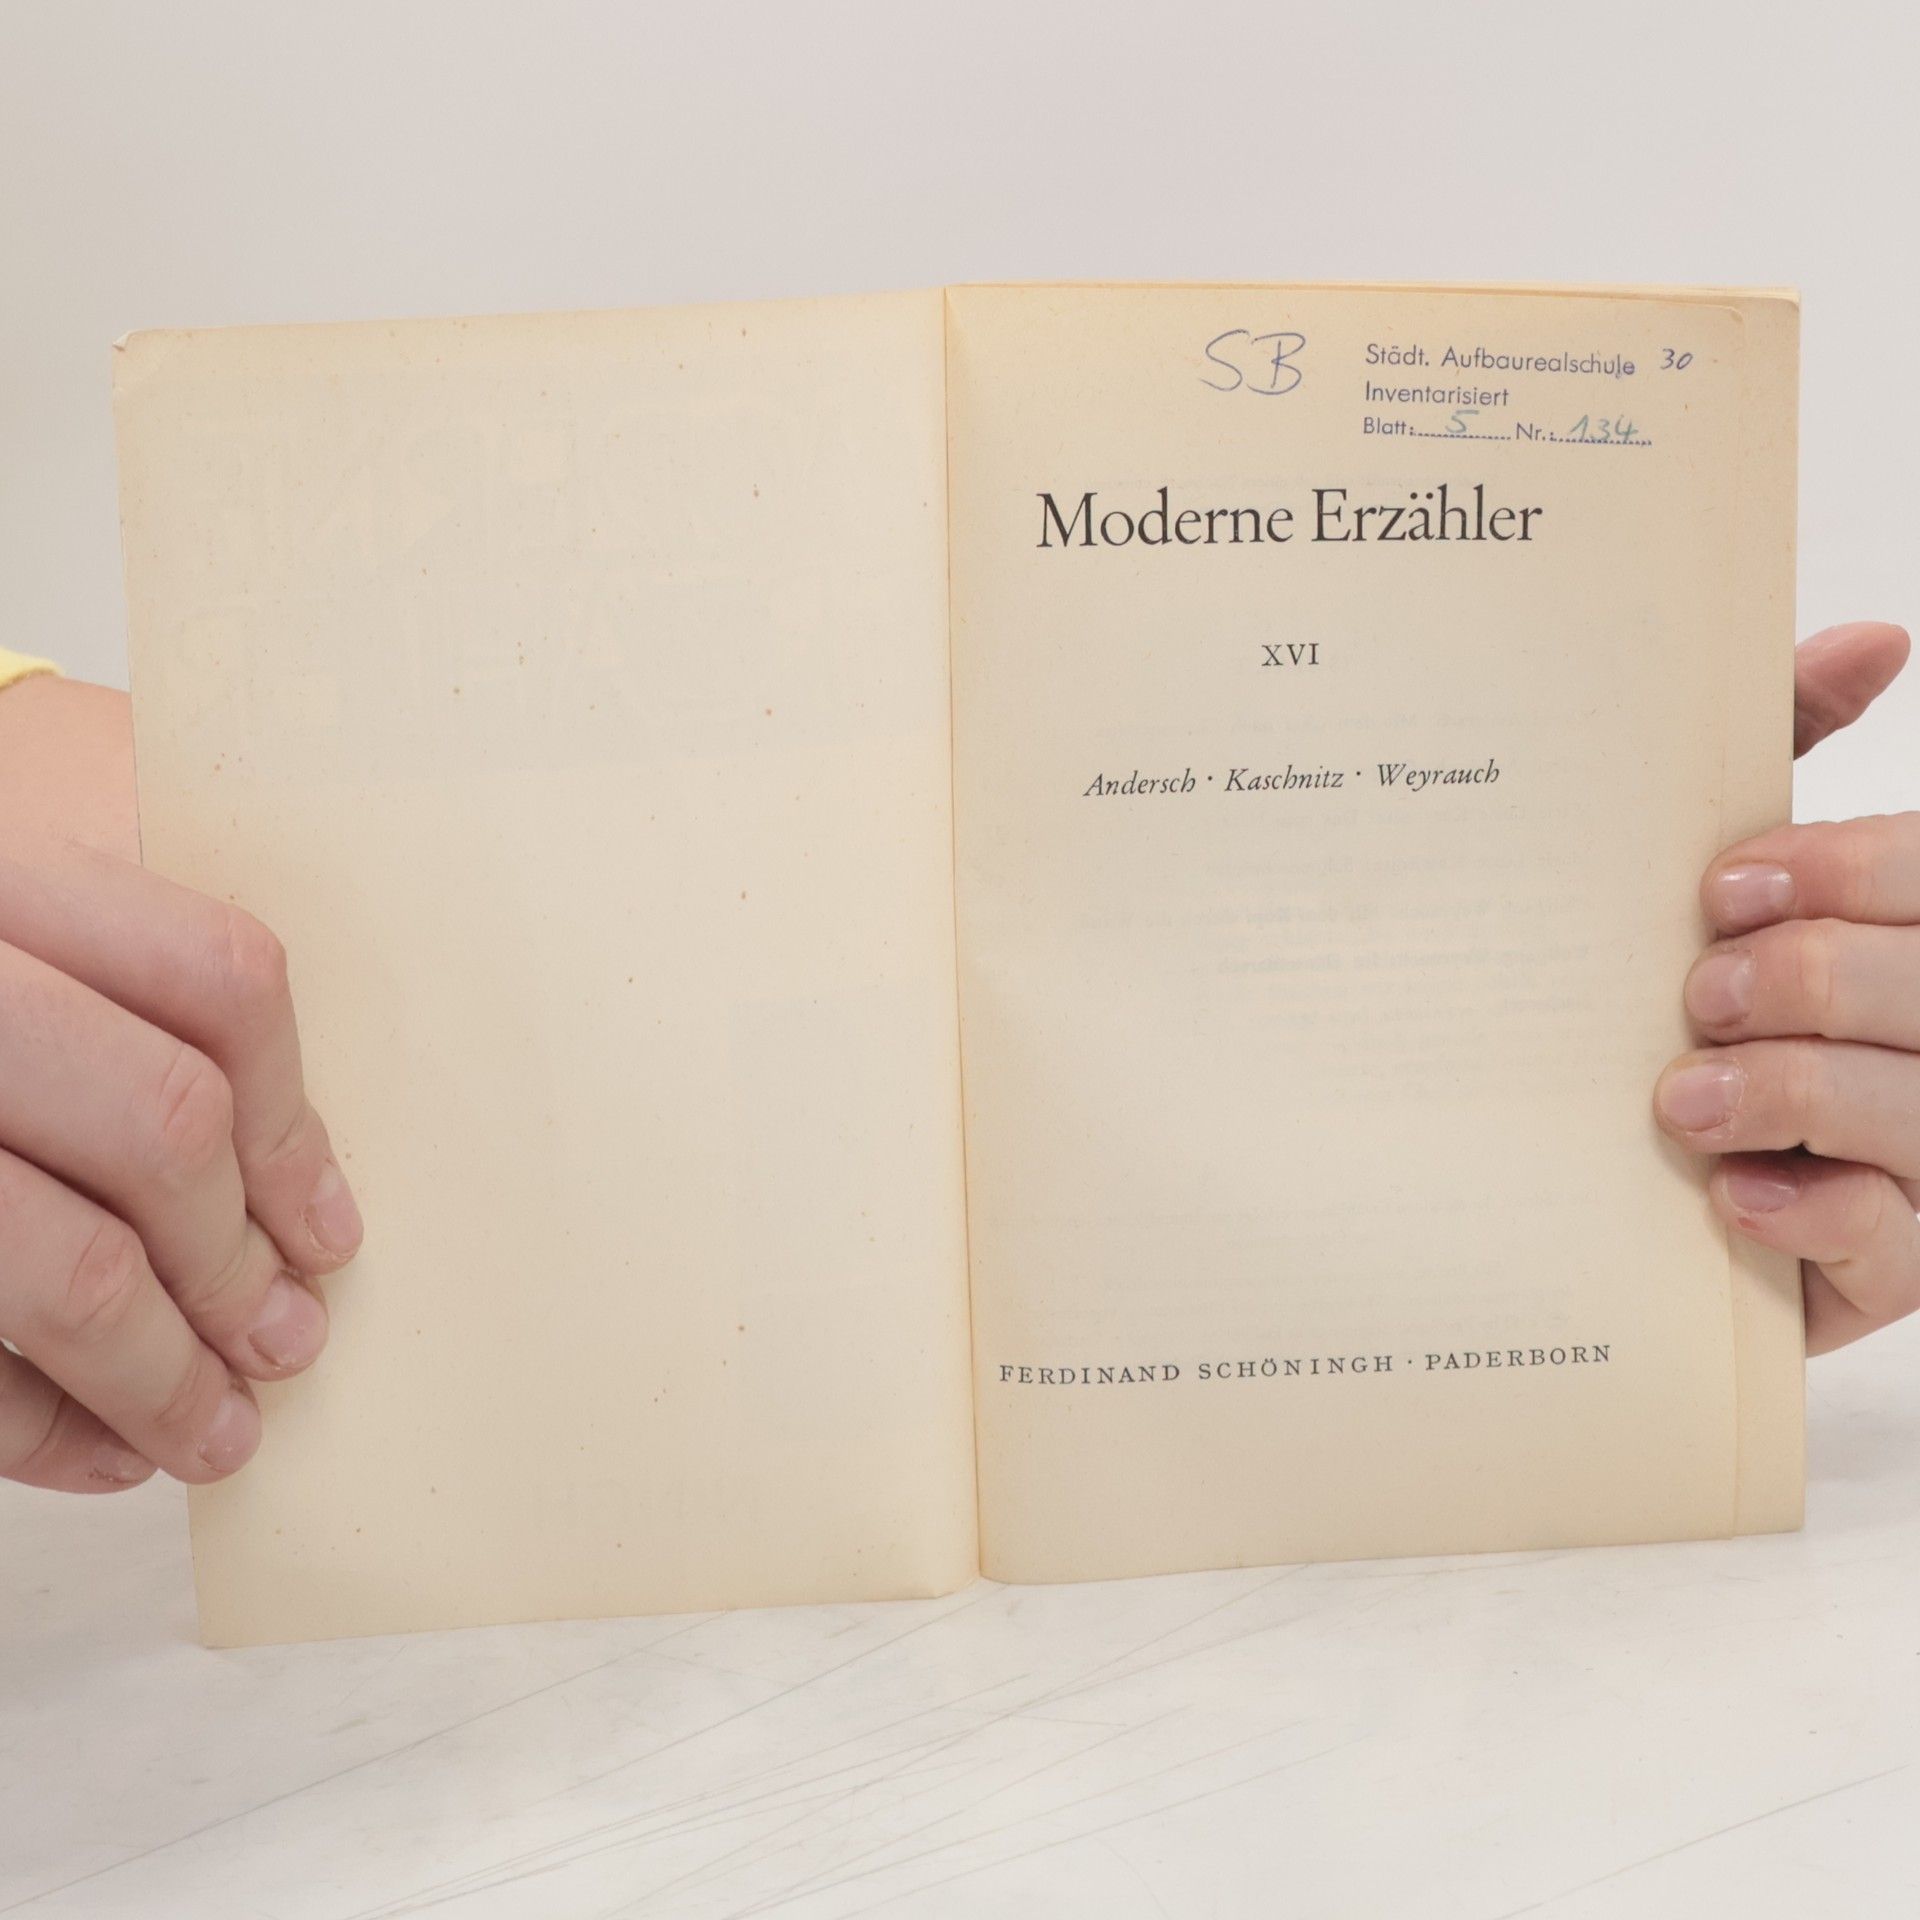 SB
Städt. Aufbaurealschule 30
Inventarisiert
Blatt: 5 Nr.: 134
Moderne Erzähler
XVI
Andersch · Kaschnitz · Weyrauch
FERDINAND SCHÖNINGH · PADERBORN